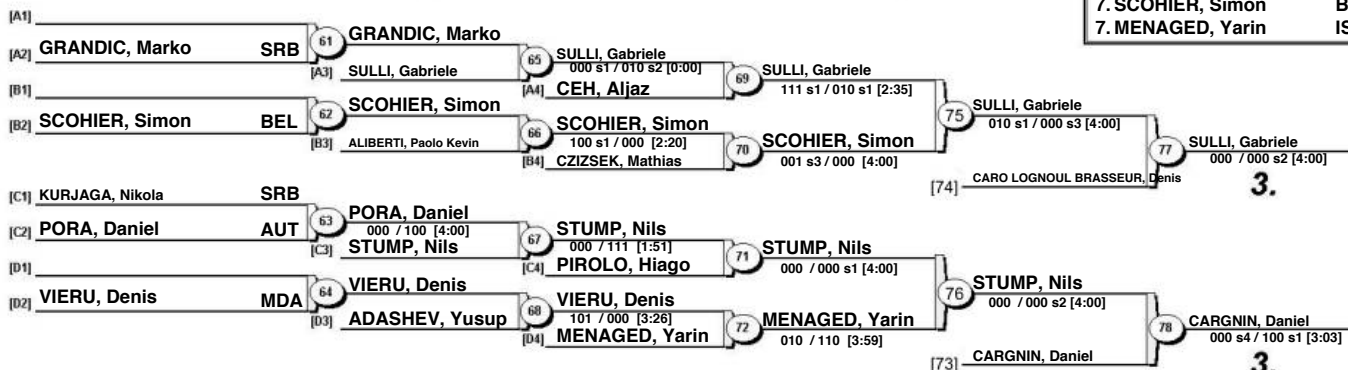 7. SCOHIER, Simon B
7. MENAGED, Yarin IS
[A1]
[A2] GRANDIC, Marko SRB
61 GRANDIC, Marko
[A3] SULLI, Gabriele
65 SULLI, Gabriele
000 s1 / 010 s2 [0:00]
[A4] CEH, Aljaz
69 SULLI, Gabriele
111 s1 / 010 s1 [2:35]
[B1]
[B2] SCOHIER, Simon BEL
62 SCOHIER, Simon
[B3] ALIBERTI, Paolo Kevin
66 SCOHIER, Simon
100 s1 / 000 [2:20]
[B4] CZIZSEK, Mathias
70 SCOHIER, Simon
001 s3 / 000 [4:00]
75 SULLI, Gabriele
010 s1 / 000 s3 [4:00]
[74] CARO LOGNOUL BRASSEUR, Denis
77 SULLI, Gabriele
000 / 000 s2 [4:00]
3.
[C1] KURJAGA, Nikola SRB
[C2] PORA, Daniel AUT
63 PORA, Daniel
000 / 100 [4:00]
[C3] STUMP, Nils
67 STUMP, Nils
000 / 111 [1:51]
[C4] PIROLO, Hiago
71 STUMP, Nils
000 / 000 s1 [4:00]
[D1]
[D2] VIERU, Denis MDA
64 VIERU, Denis
[D3] ADASHEV, Yusup
68 VIERU, Denis
101 / 000 [3:26]
[D4] MENAGED, Yarin
72 MENAGED, Yarin
010 / 110 [3:59]
76 STUMP, Nils
000 / 000 s2 [4:00]
[73] CARGNIN, Daniel
78 CARGNIN, Daniel
000 s4 / 100 s1 [3:03]
3.